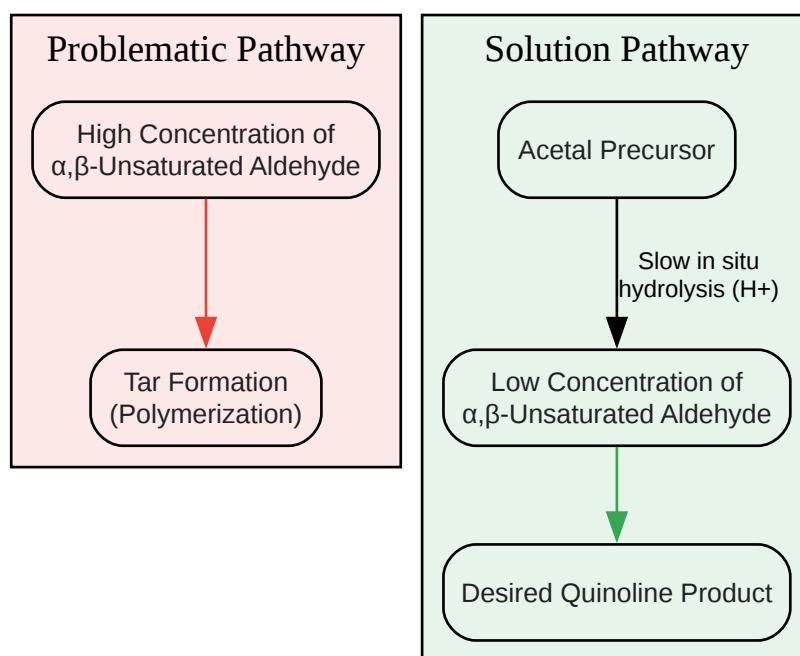 Problematic Pathway
High Concentration of
α,β-Unsaturated Aldehyde
Tar Formation
(Polymerization)
Solution Pathway
Acetal Precursor
Slow in situ
hydrolysis (H+)
Low Concentration of
α,β-Unsaturated Aldehyde
Desired Quinoline Product